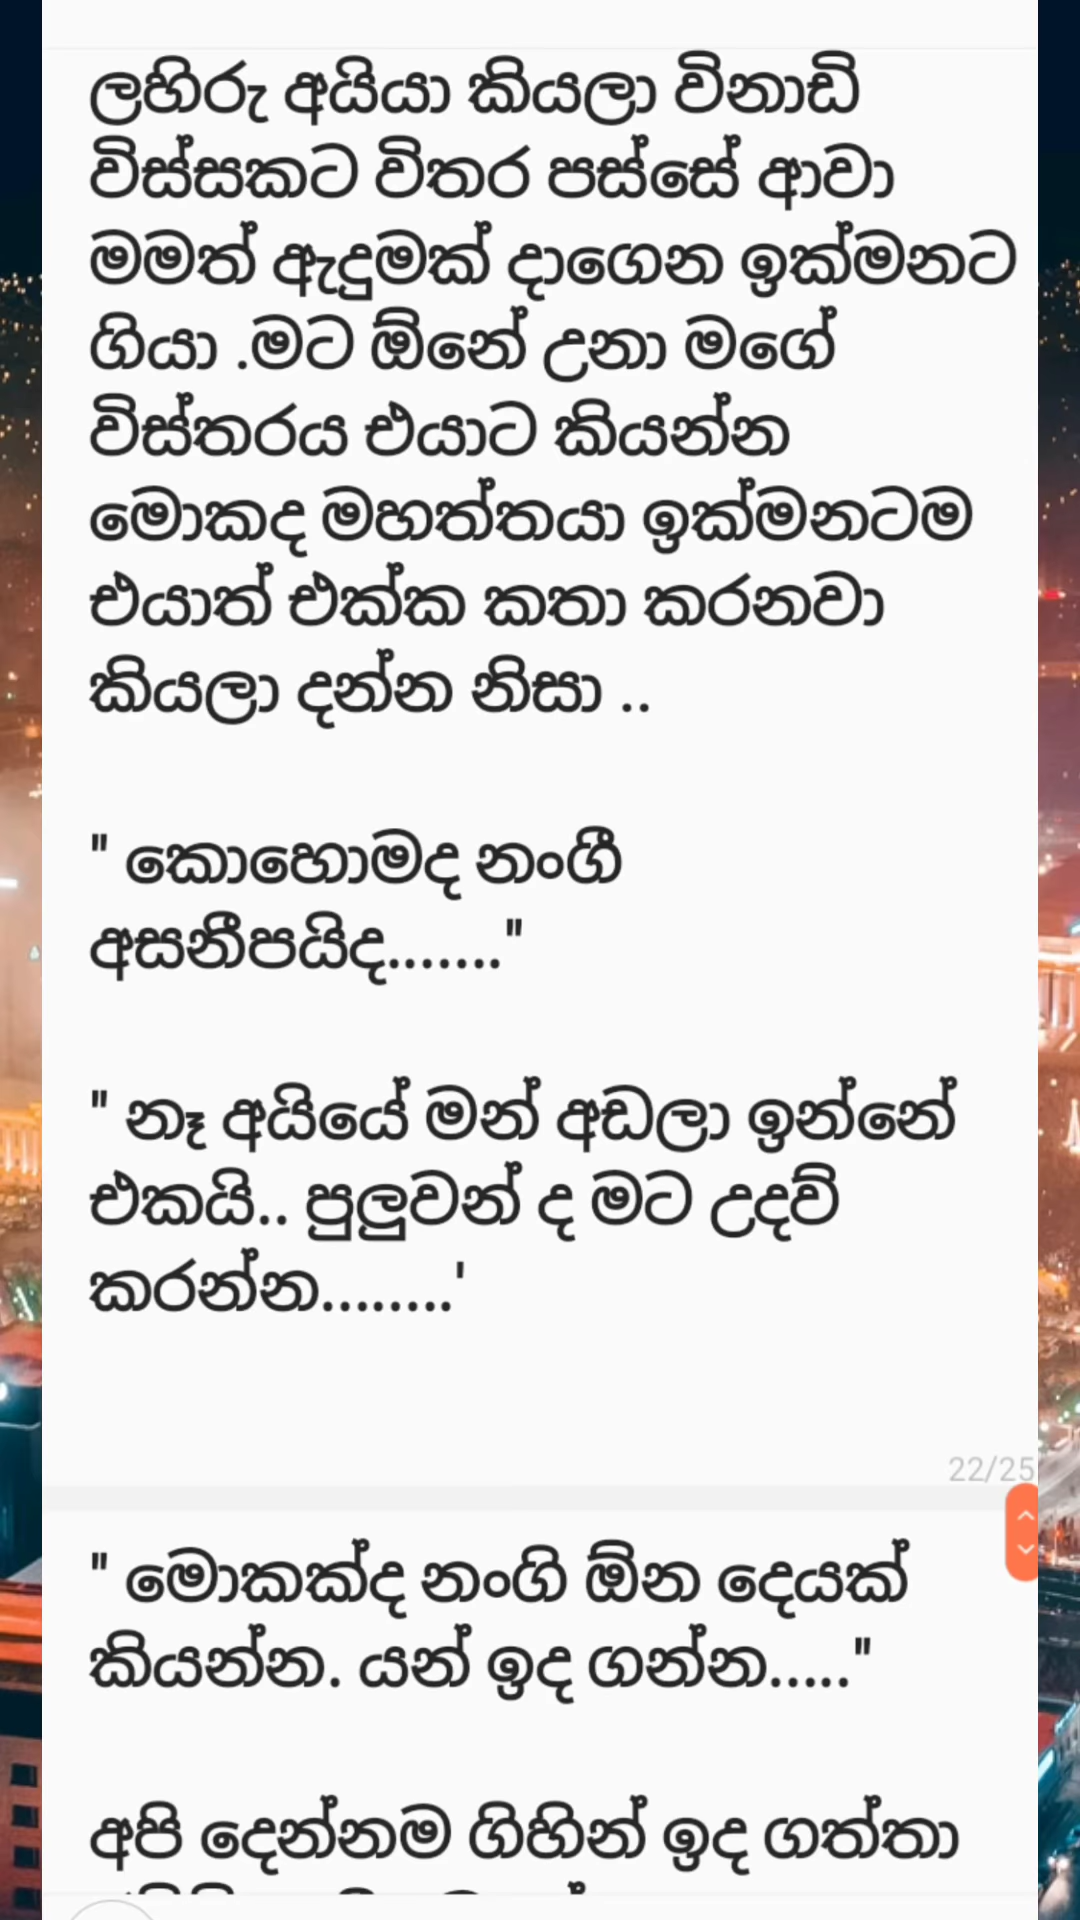 ලහිරු අයියා කියලා විනාඩි
විස්සකට විතර පස්සේ ආවා
මමත් ඇදුමක් දාගෙන ඉක්මනට
ගියා .මට ඕනේ උනා මගේ
විස්තරය එයාට කියන්න
මොකද මහත්තයා ඉක්මනටම
එයාත් එක්ක කතා කරනවා
කියලා දන්න නිසා ..
" කොහොමද නංගී
අසනීපයිද......."
" නෑ අයියේ මන් අඩලා ඉන්නේ
එකයි.. පුලුවන් ද මට උදව්
කරන්න........'
22/25
" මොකක්ද නංගි ඕන දෙයක්
කියන්න. යන් ඉද ගන්න....."
අපි දෙන්නම ගිහින් ඉද ගත්තා